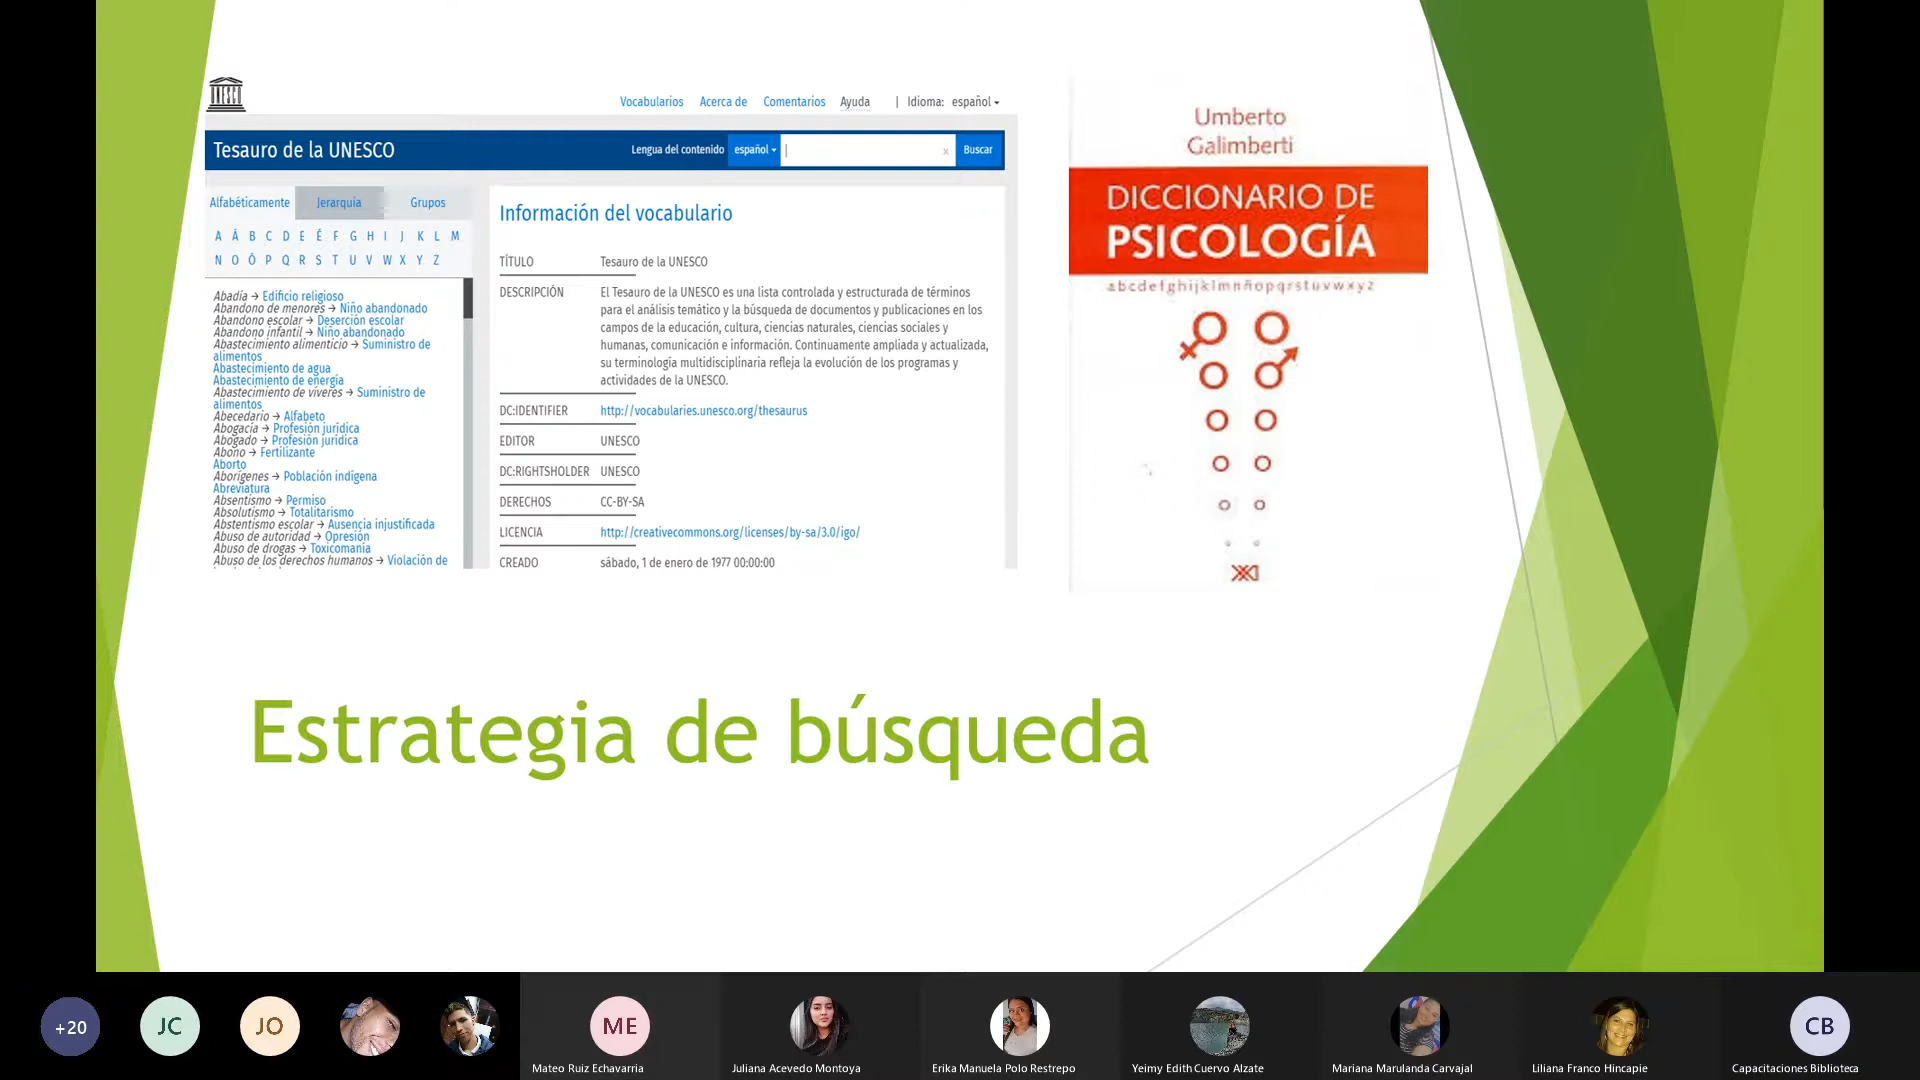 UNESCO
Vocabularios Acerca de Comentarios Ayuda | Idioma: español
Tesauro de la UNESCO
Lengua del contenido español x Buscar
Alfabéticamente Jerarquía Grupos
A Á B C D E É F G H I J K L M
N O Ó P Q R S T U V W X Y Z
Abadía → Edificio religioso
Abandono de menores → Niño abandonado
Abandono escolar → Deserción escolar
Abandono infantil → Niño abandonado
Abastecimiento alimenticio → Suministro de
alimentos
Abastecimiento de agua
Abastecimiento de energía
Abastecimiento de víveres → Suministro de
alimentos
Abecedario → Alfabeto
Abogacía → Profesión jurídica
Abogado → Profesión jurídica
Abono → Fertilizante
Aborto
Aborígenes → Población indígena
Abreviatura
Absentismo → Permiso
Absolutismo → Totalitarismo
Abstentismo escolar → Ausencia injustificada
Abuso de autoridad → Opresión
Abuso de drogas → Toxicomanía
Abuso de los derechos humanos → Violación de
Información del vocabulario
TÍTULO Tesauro de la UNESCO
DESCRIPCIÓN El Tesauro de la UNESCO es una lista controlada y estructurada de términos
para el análisis temático y la búsqueda de documentos y publicaciones en los
campos de la educación, cultura, ciencias naturales, ciencias sociales y
humanas, comunicación e información. Continuamente ampliada y actualizada,
su terminología multidisciplinaria refleja la evolución de los programas y
actividades de la UNESCO.
DC:IDENTIFIER http://vocabularies.unesco.org/thesaurus
EDITOR UNESCO
DC:RIGHTSHOLDER UNESCO
DERECHOS CC-BY-SA
LICENCIA http://creativecommons.org/licenses/by-sa/3.0/igo/
CREADO sábado, 1 de enero de 1977 00:00:00
Umberto
Galimberti
DICCIONARIO DE
PSICOLOGÍA
abcdefghijklmnñopqrstuvwxyz
Estrategia de búsqueda
+20
JC
JO
ME
CB
Mateo Ruiz Echavarria
Juliana Acevedo Montoya
Erika Manuela Polo Restrepo
Yeimy Edith Cuervo Alzate
Mariana Marulanda Carvajal
Liliana Franco Hincapie
Capacitaciones Biblioteca